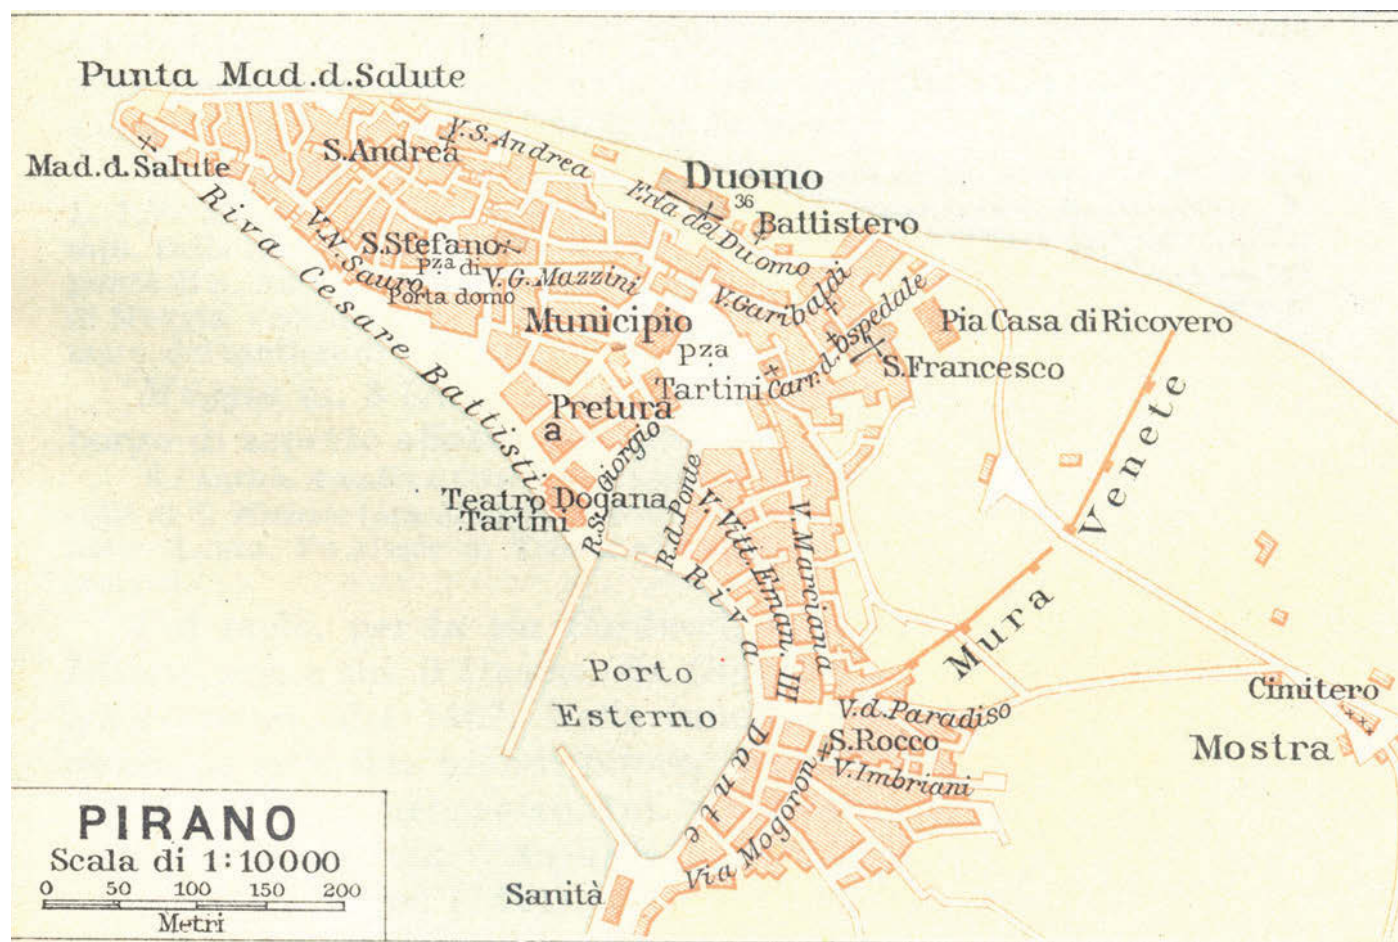 Punta Mad.d.Salute
Mad.d.Salute
S.Andrea
V.S.Andrea
Duomo
36
Battistero
Erta del Duomo
Riva Cesare Battisti
V.N.Sauro
S.Stefano
pza di
Porta domo
V.G.Mazzini
V.Garibaldi
Carr.d.Ospedale
Municipio
pza
Tartini
Pia Casa di Ricovero
S.Francesco
Pretura
a
R.S.Giorgio
Teatro
Tartini
Dogana
R.d.Ponte
V. Vitt. Eman. III
V. Marciana
Mura Venete
Riva Dante
Porto
Esterno
V.d.Paradiso
S.Rocco
V.Imbriani
Via Mogoron
Cimitero
Mostra
Sanità
PIRANO
Scala di 1:10000
0 50 100 150 200
Metri